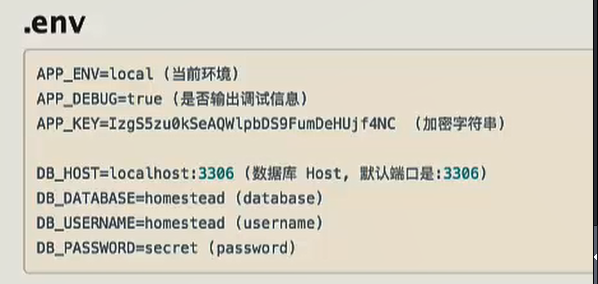 .env
APP_ENV=local (当前环境)
APP_DEBUG=true (是否输出调试信息)
APP_KEY=IzgS5zu0kSeAQWlpbDS9FumDeHUjf4NC (加密字符串)
DB_HOST=localhost:3306 (数据库 Host, 默认端口是:3306)
DB_DATABASE=homestead (database)
DB_USERNAME=homestead (username)
DB_PASSWORD=secret (password)